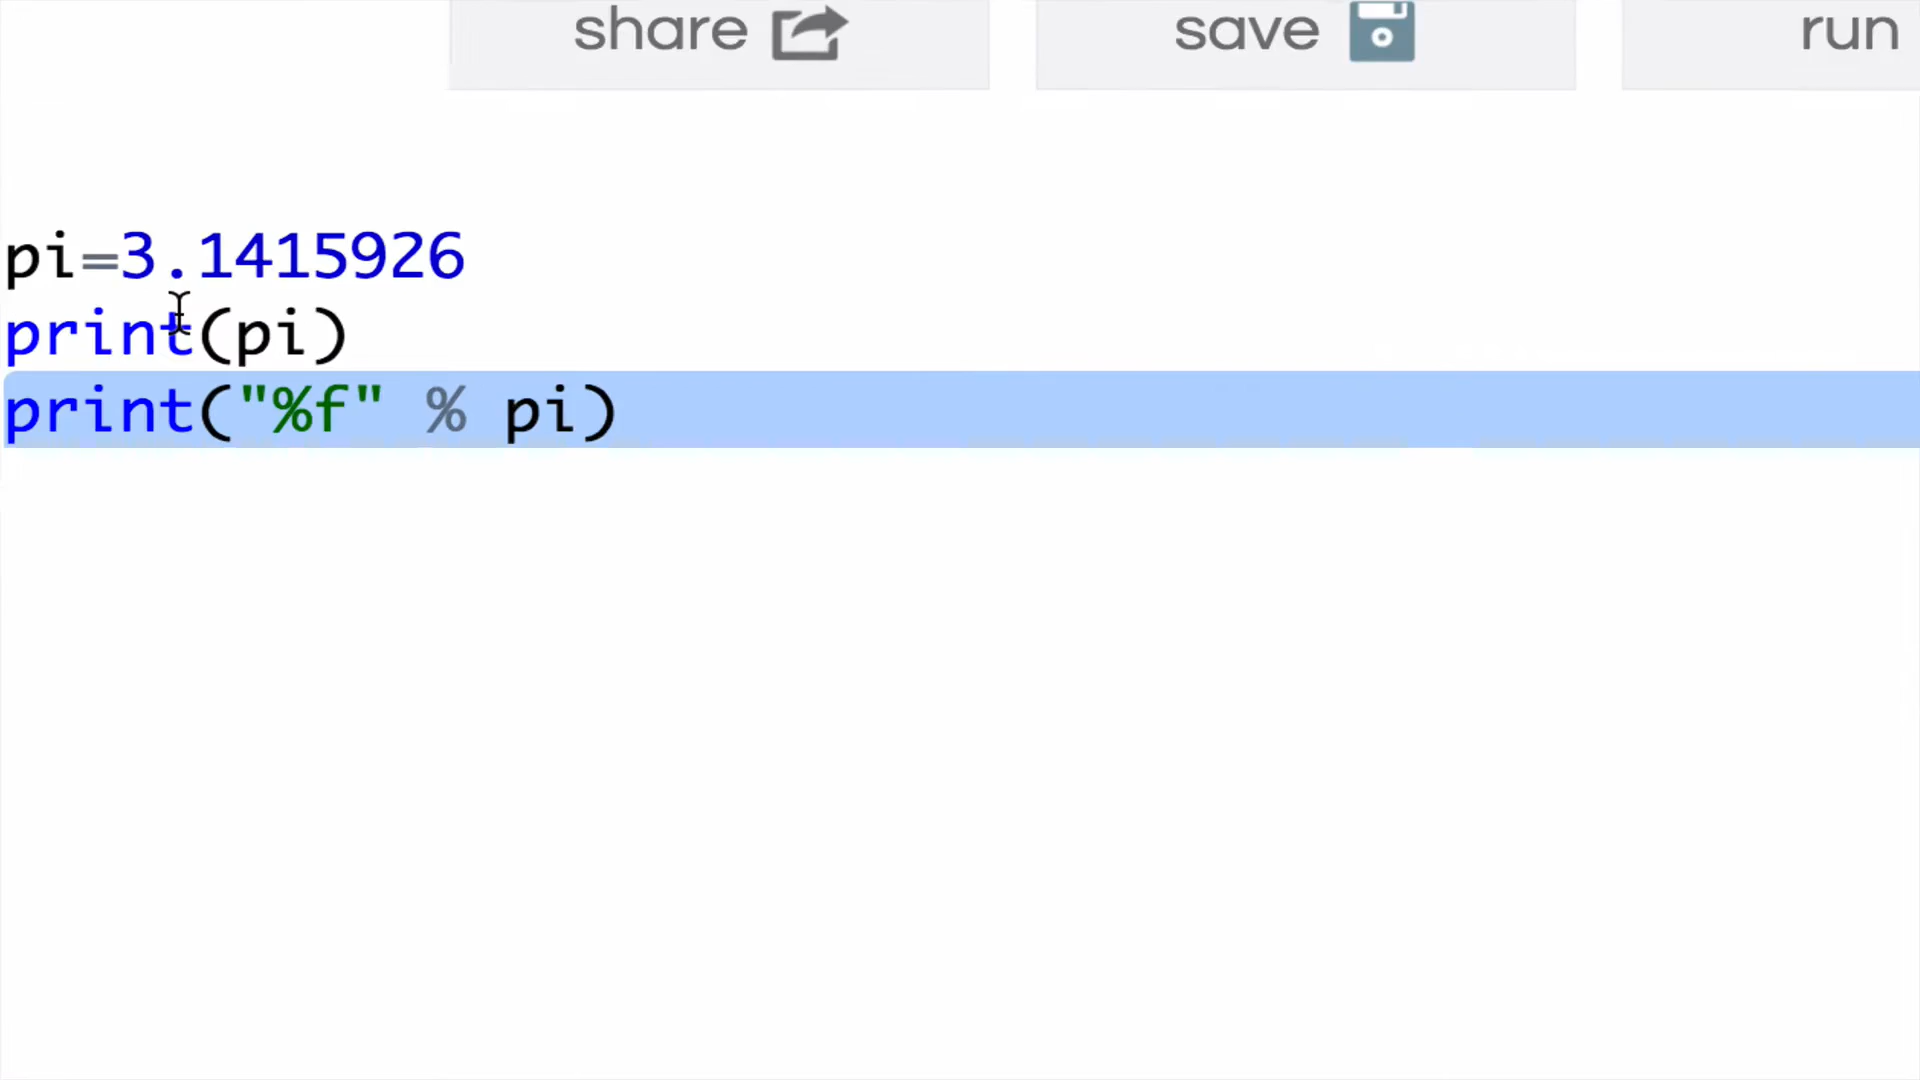 share save run
pi=3.1415926
print(pi)
print("%f" % pi)